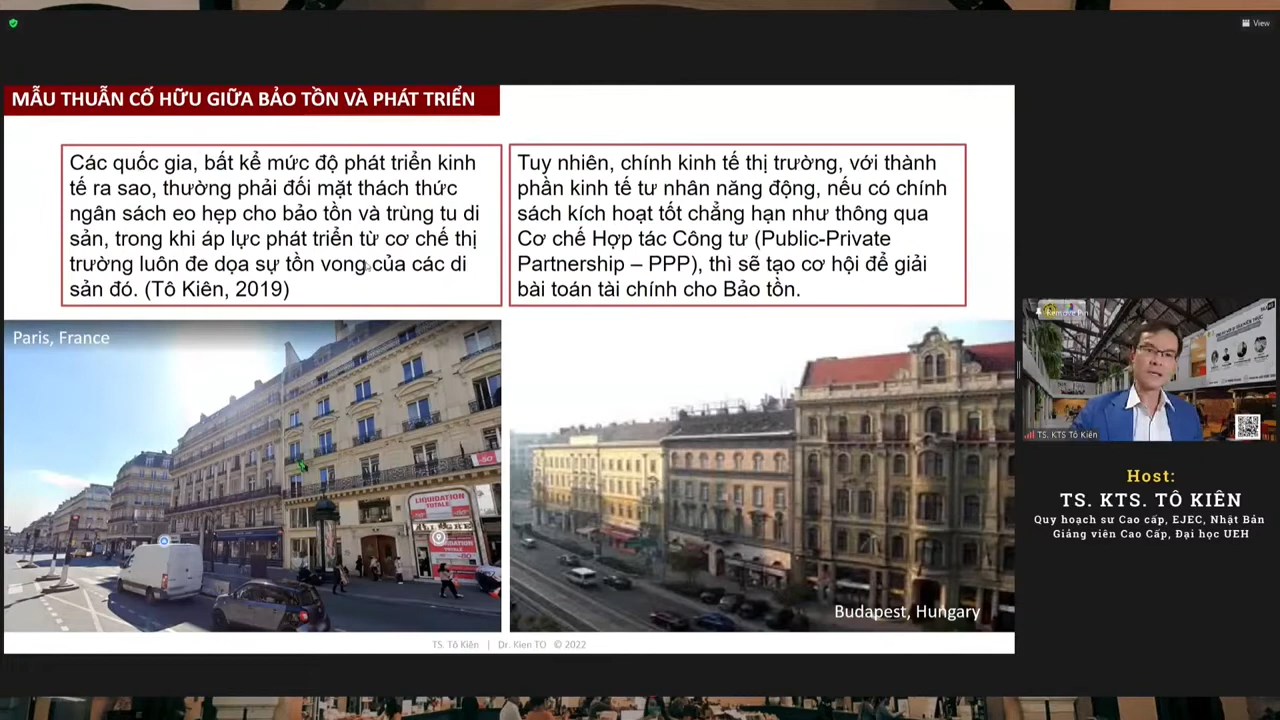 View
MẪU THUẪN CỐ HỮU GIỮA BẢO TỒN VÀ PHÁT TRIỂN
Các quốc gia, bất kể mức độ phát triển kinh
tế ra sao, thường phải đối mặt thách thức
ngân sách eo hẹp cho bảo tồn và trùng tu di
sản, trong khi áp lực phát triển từ cơ chế thị
trường luôn đe dọa sự tồn vong của các di
sản đó. (Tô Kiên, 2019)
Tuy nhiên, chính kinh tế thị trường, với thành
phần kinh tế tư nhân năng động, nếu có chính
sách kích hoạt tốt chẳng hạn như thông qua
Cơ chế Hợp tác Công tư (Public-Private
Partnership – PPP), thì sẽ tạo cơ hội để giải
bài toán tài chính cho Bảo tồn.
Paris, France
LIQUIDATION
TOTALE
Budapest, Hungary
Remove Pin
TS. KTS Tô Kiên
Host:
TS. KTS. TÔ KIÊN
Quy hoạch sư Cao cấp, EJEC, Nhật Bản
Giảng viên Cao Cấp, Đại học UEH
TS. Tô Kiên | Dr. Kien TO © 2022